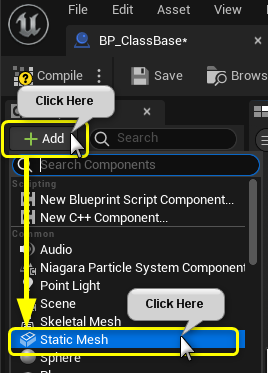 File Edit Asset View
BP_ClassBase*
Compile Save Brows
Click Here
Add Search
Search Components
Scripting
New Blueprint Script Component...
New C++ Component...
Common
Audio
Niagara Particle System Component
Point Light
Scene
Click Here
Skeletal Mesh
Static Mesh
Sphere